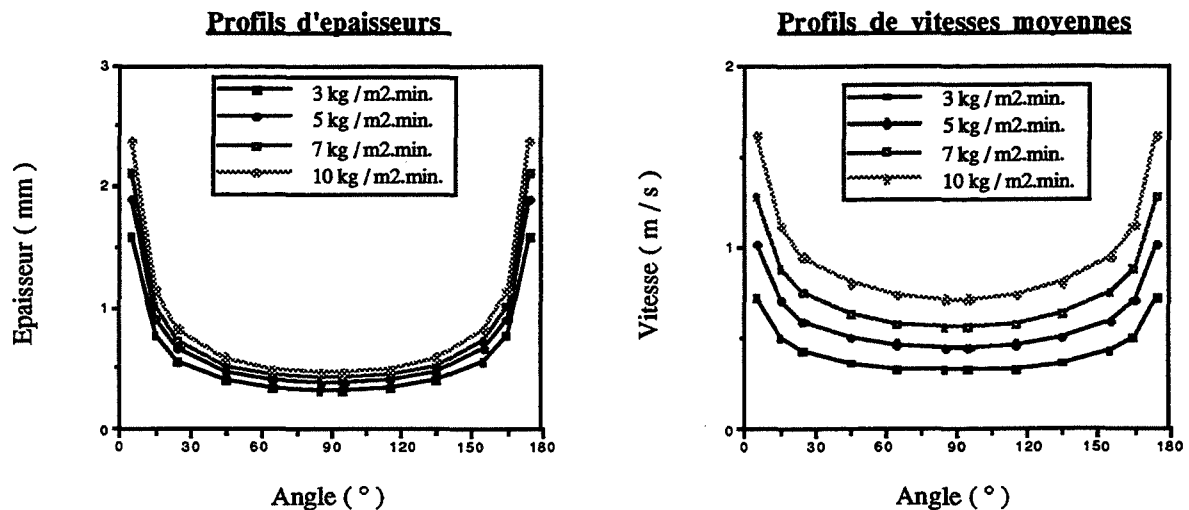 Profils d'epaisseurs
3
2
1
0
0 30 60 90 120 150 180
Epaisseur ( mm )
Angle ( ° )
3 kg / m2.min.
5 kg / m2.min.
7 kg / m2.min.
10 kg / m2.min.
Profils de vitesses moyennes
2
1
0
0 30 60 90 120 150 180
Vitesse ( m / s )
Angle ( ° )
3 kg / m2.min.
5 kg / m2.min.
7 kg / m2.min.
10 kg / m2.min.